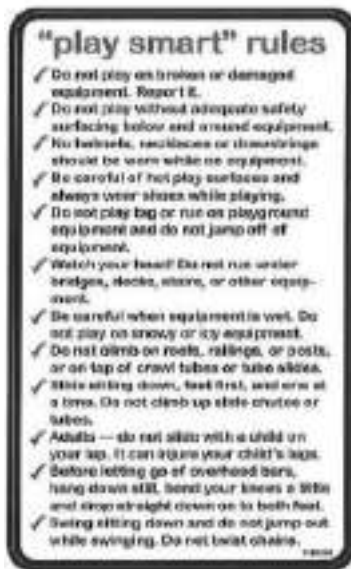 "play smart" rules
✓ Do not play on broken or damaged
equipment. Report it.
✓ Do not play without adequate safety
surfacing below and around equipment.
✓ No helmets, necklaces or drawstrings
should be worn while on equipment.
✓ Be careful of hot play surfaces and
always wear shoes while playing.
✓ Do not play tag or run on playground
equipment and do not jump off of
equipment.
✓ Watch your head! Do not run under
bridges, decks, stairs, or other equip-
ment.
✓ Be careful when equipment is wet. Do
not play on snowy or icy equipment.
✓ Do not climb on roofs, railings, or posts,
or on top of crawl tubes or tube slides.
✓ Slide sitting down, feet first, and one at
a time. Do not climb up slide chutes or
tubes.
✓ Adults — do not slide with a child on
your lap. It can injure your child's legs.
✓ Before letting go of overhead bars,
hang down still, bend your knees a little
and drop straight down on to both feet.
✓ Swing sitting down and do not jump out
while swinging. Do not twist chains.